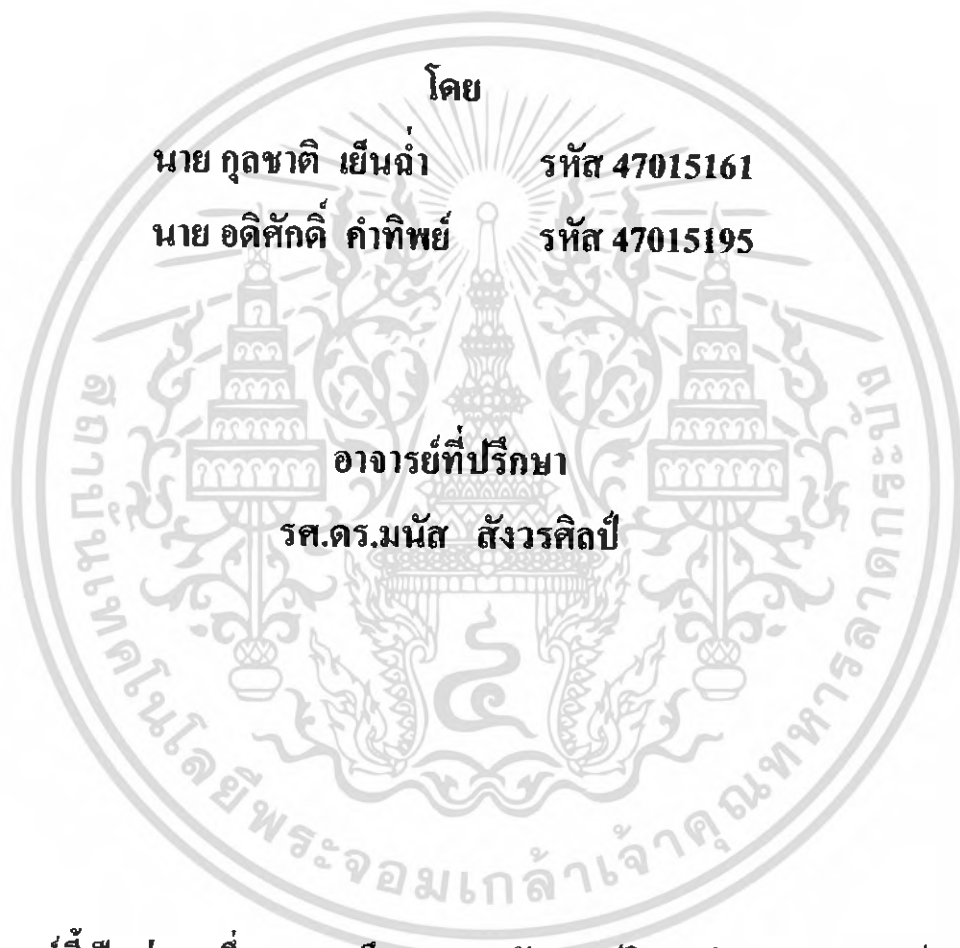 โดย
นาย กุลชาติ เย็นฉ่ำ รหัส 47015161
นาย อดิศักดิ์ คำทิพย์ รหัส 47015195
อาจารย์ที่ปรึกษา
รศ.ดร.มนัส สังวรศิลป์
สถาบันเทคโนโลยีพระจอมเกล้าเจ้าคุณทหารลาดกระบัง